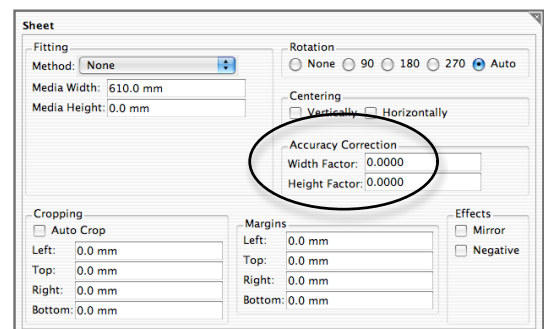 Sheet
Fitting
Method: None
Media Width: 610.0 mm
Media Height: 0.0 mm
Rotation
None 90 180 270 Auto
Centering
Vertically Horizontally
Accuracy Correction
Width Factor: 0.0000
Height Factor: 0.0000
Cropping
Auto Crop
Left: 0.0 mm
Top: 0.0 mm
Right: 0.0 mm
Bottom: 0.0 mm
Margins
Left: 0.0 mm
Top: 0.0 mm
Right: 0.0 mm
Bottom: 0.0 mm
Effects
Mirror
Negative